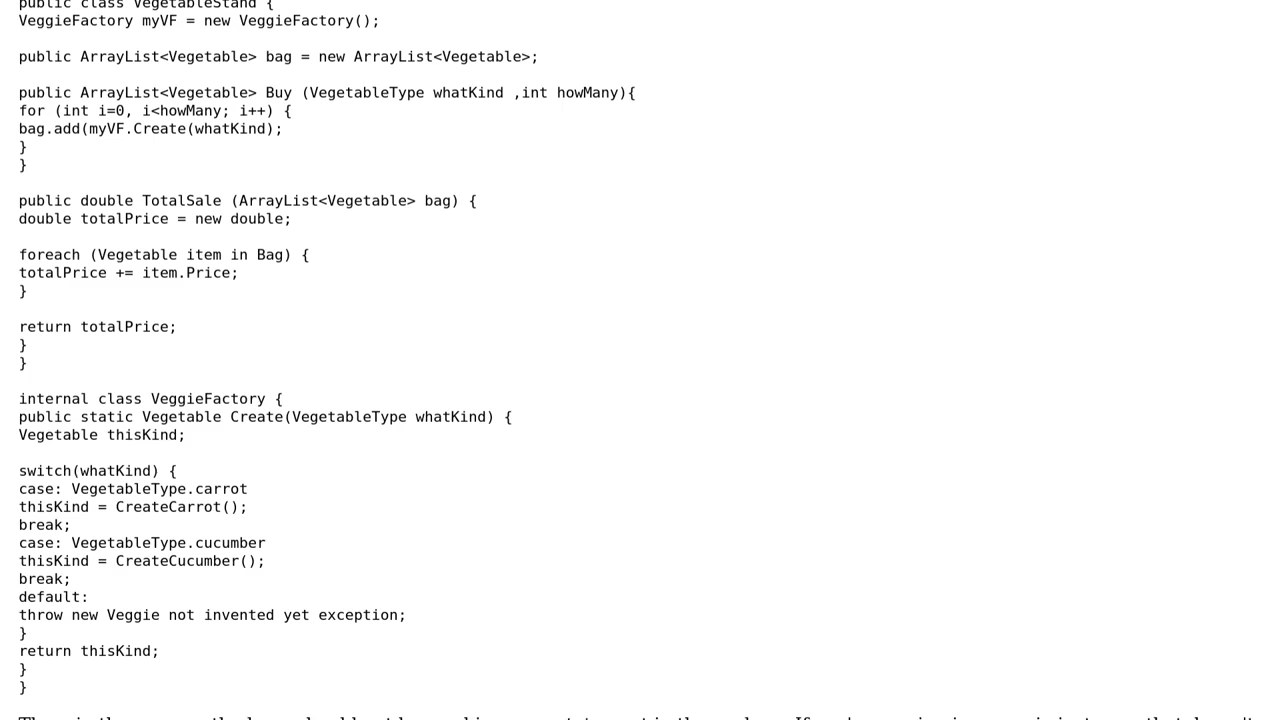 public class VegetableStand {
VeggieFactory myVF = new VeggieFactory();
public ArrayList<Vegetable> bag = new ArrayList<Vegetable>;
public ArrayList<Vegetable> Buy (VegetableType whatKind ,int howMany){
for (int i=0, i<howMany; i++) {
bag.add(myVF.Create(whatKind);
}
}
public double TotalSale (ArrayList<Vegetable> bag) {
double totalPrice = new double;
foreach (Vegetable item in Bag) {
totalPrice += item.Price;
}
return totalPrice;
}
}
internal class VeggieFactory {
public static Vegetable Create(VegetableType whatKind) {
Vegetable thisKind;
switch(whatKind) {
case: VegetableType.carrot
thisKind = CreateCarrot();
break;
case: VegetableType.cucumber
thisKind = CreateCucumber();
break;
default:
throw new Veggie not invented yet exception;
}
return thisKind;
}
}